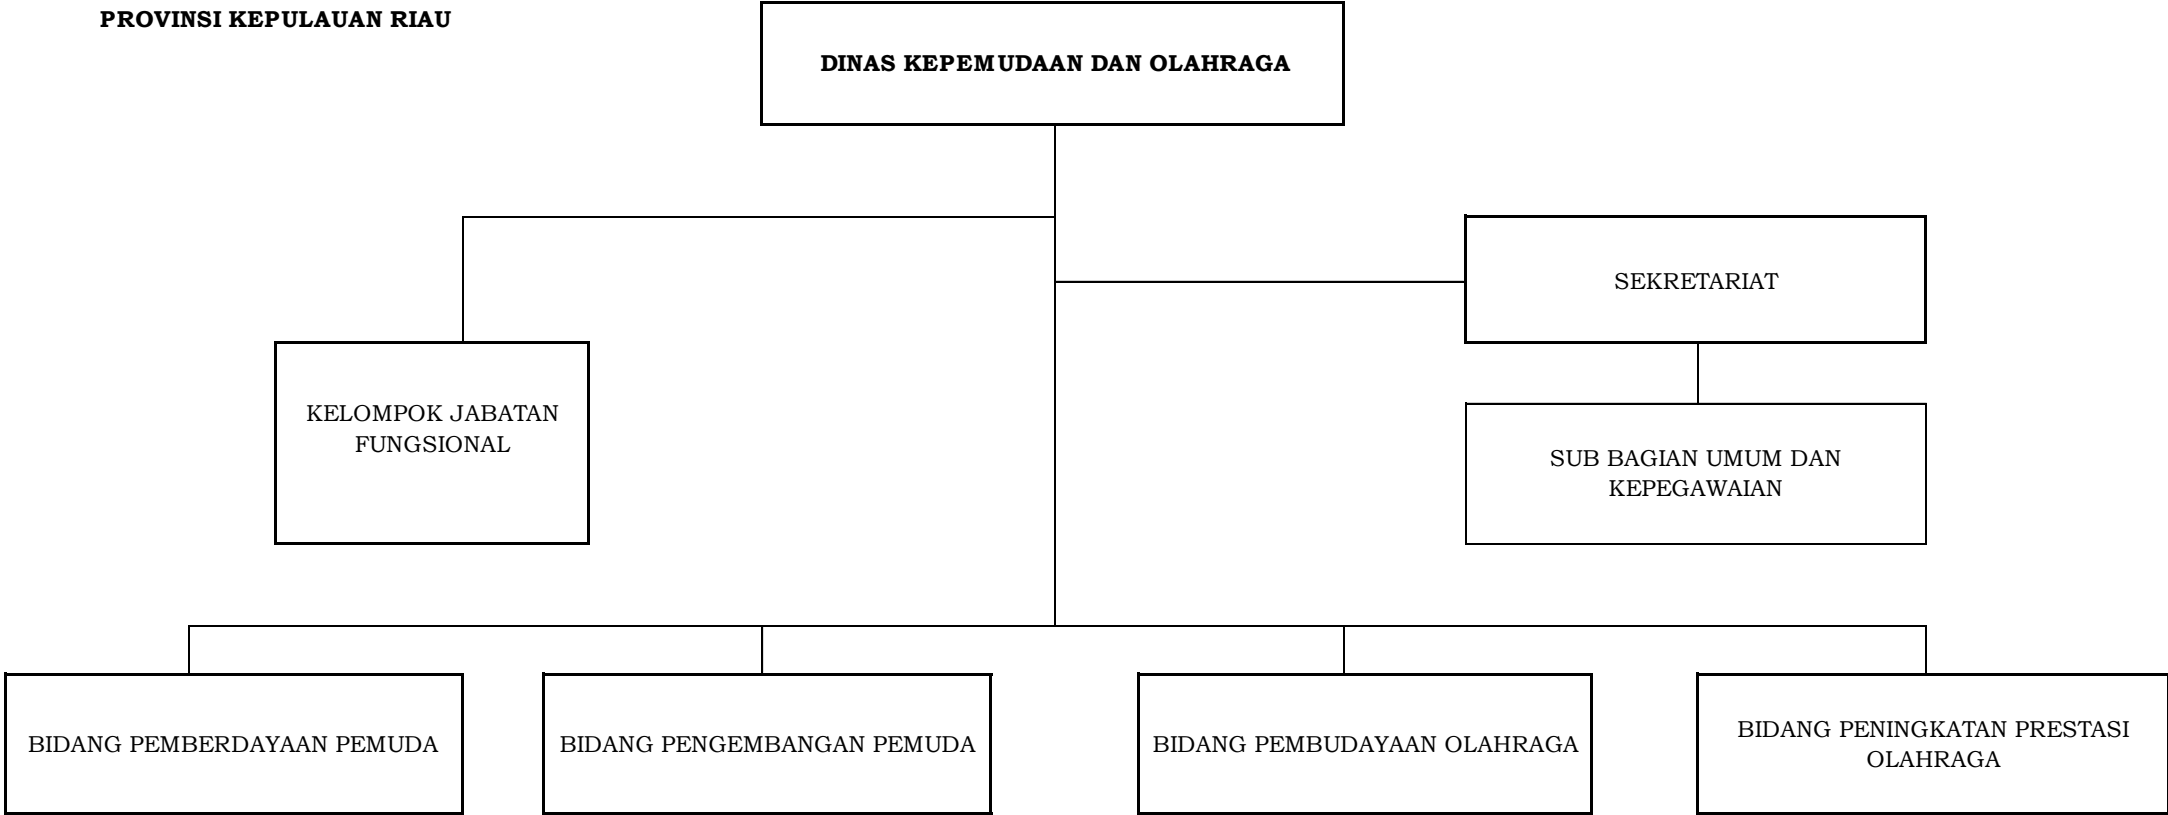 PROVINSI KEPULAUAN RIAU
DINAS KEPEMUDAAN DAN OLAHRAGA
SEKRETARIAT
KELOMPOK JABATAN
FUNGSIONAL
SUB BAGIAN UMUM DAN
KEPEGAWAIAN
BIDANG PEMBERDAYAAN PEMUDA
BIDANG PENGEMBANGAN PEMUDA
BIDANG PEMBUDAYAAN OLAHRAGA
BIDANG PENINGKATAN PRESTASI
OLAHRAGA